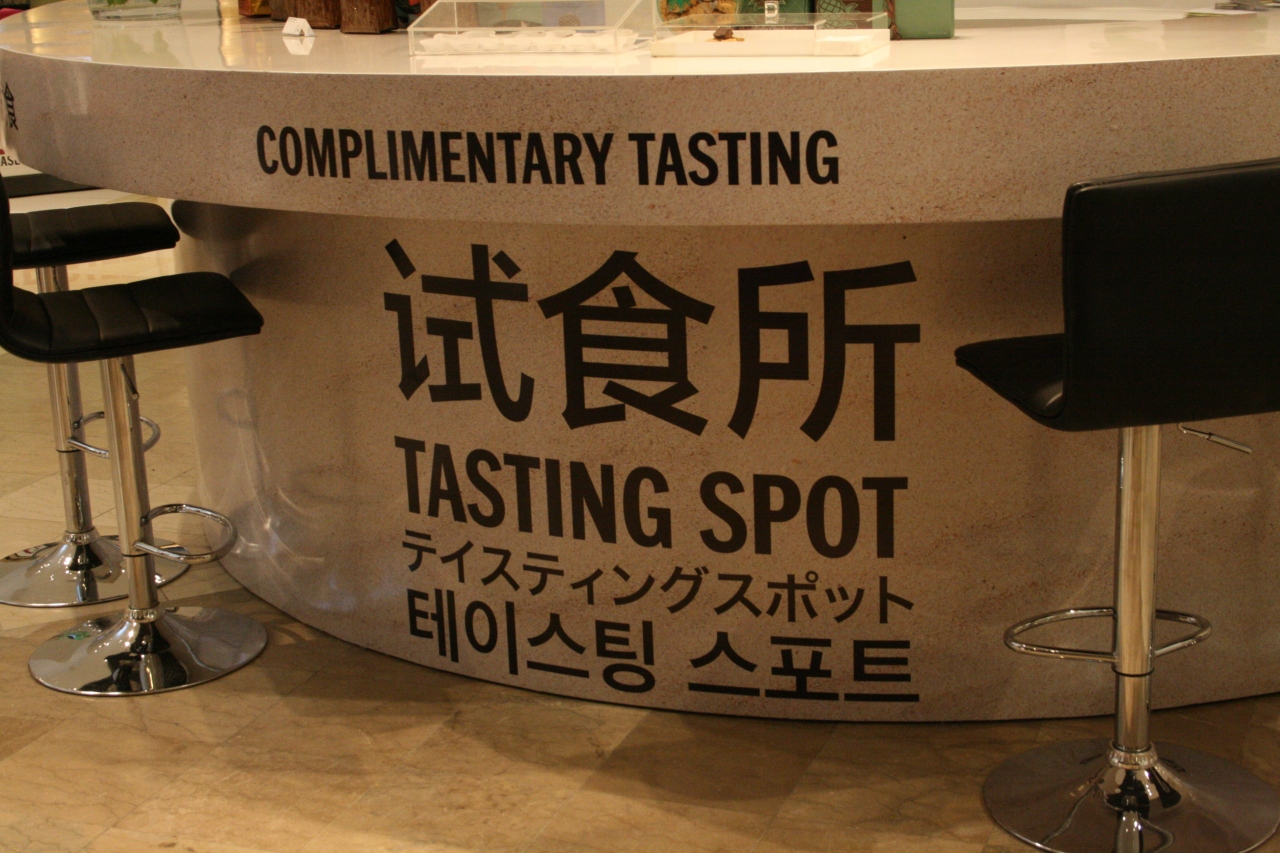 COMPLIMENTARY TASTING
试食所
TASTING SPOT
テイスティングスポット
테이스팅 스포트